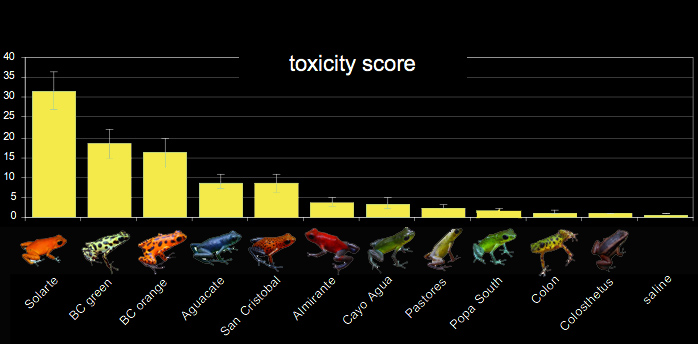 toxicity score
40
35
30
25
20
15
10
5
0
Solarte
BC green
BC orange
Aguacate
San Cristobal
Almirante
Cayo Agua
Pastores
Popa South
Colon
Colosthetus
saline